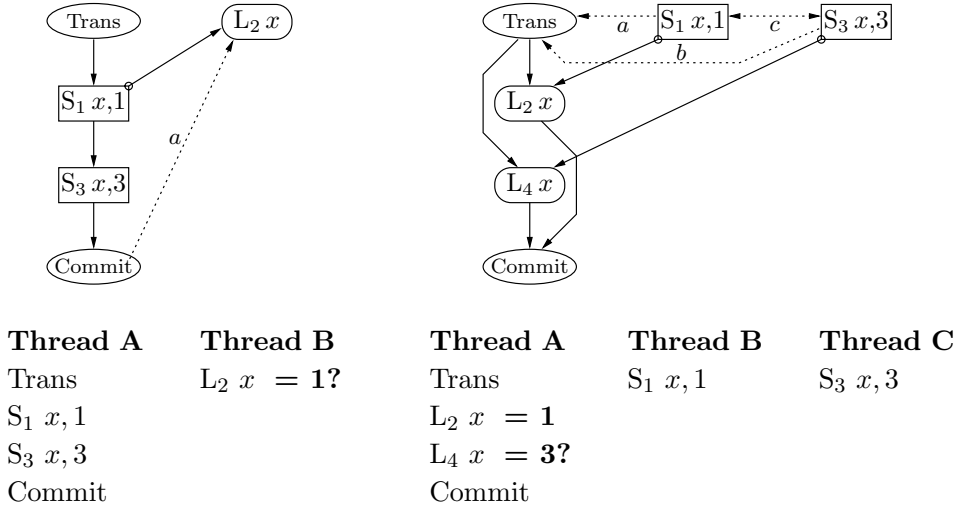 Trans
L₂ x
S₁ x,1
a
S₃ x,3
Commit
Trans
a
S₁ x,1
c
S₃ x,3
b
L₂ x
L₄ x
Commit
Thread A Thread B
Trans L₂ x = 1?
S₁ x, 1
S₃ x, 3
Commit
Thread A Thread B Thread C
Trans S₁ x, 1 S₃ x, 3
L₂ x = 1
L₄ x = 3?
Commit